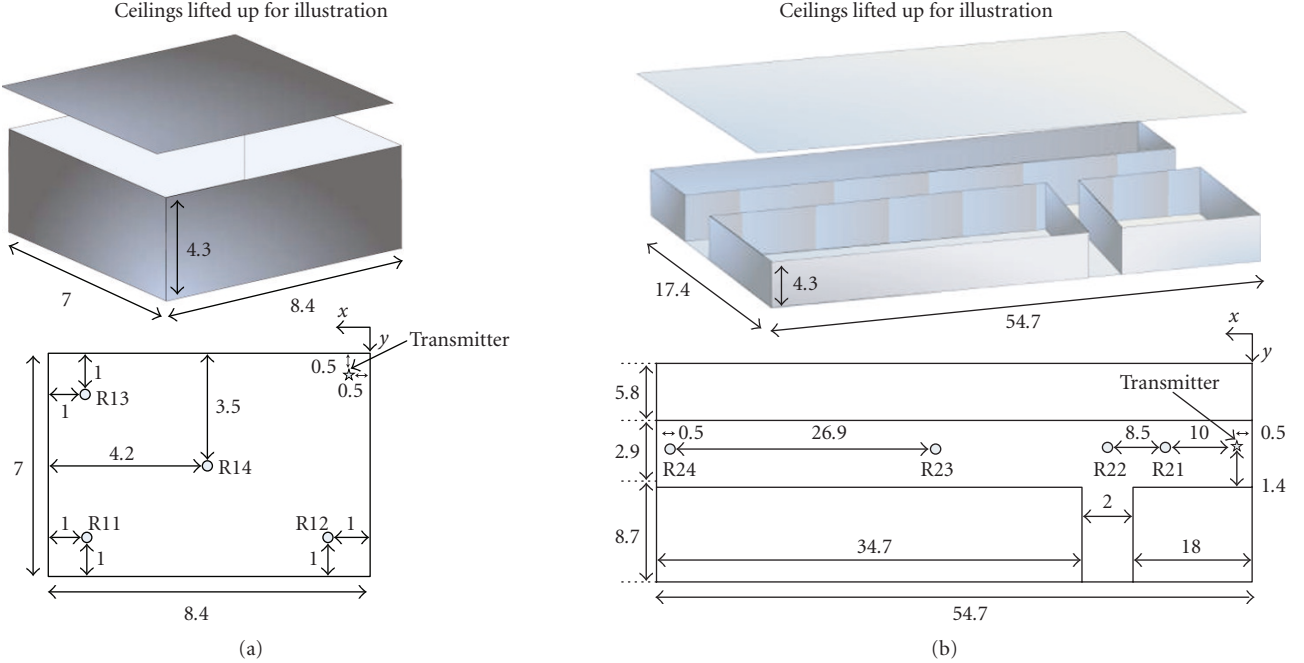 Ceilings lifted up for illustration
4.3
7
8.4
x
y
Transmitter
0.5
0.5
1
1
R13
3.5
4.2
R14
7
1
R11
1
R12
1
1
8.4
(a)
Ceilings lifted up for illustration
4.3
17.4
54.7
x
y
Transmitter
5.8
2.9
8.7
0.5
26.9
8.5
10
0.5
R24
R23
R22
R21
1.4
2
34.7
18
54.7
(b)